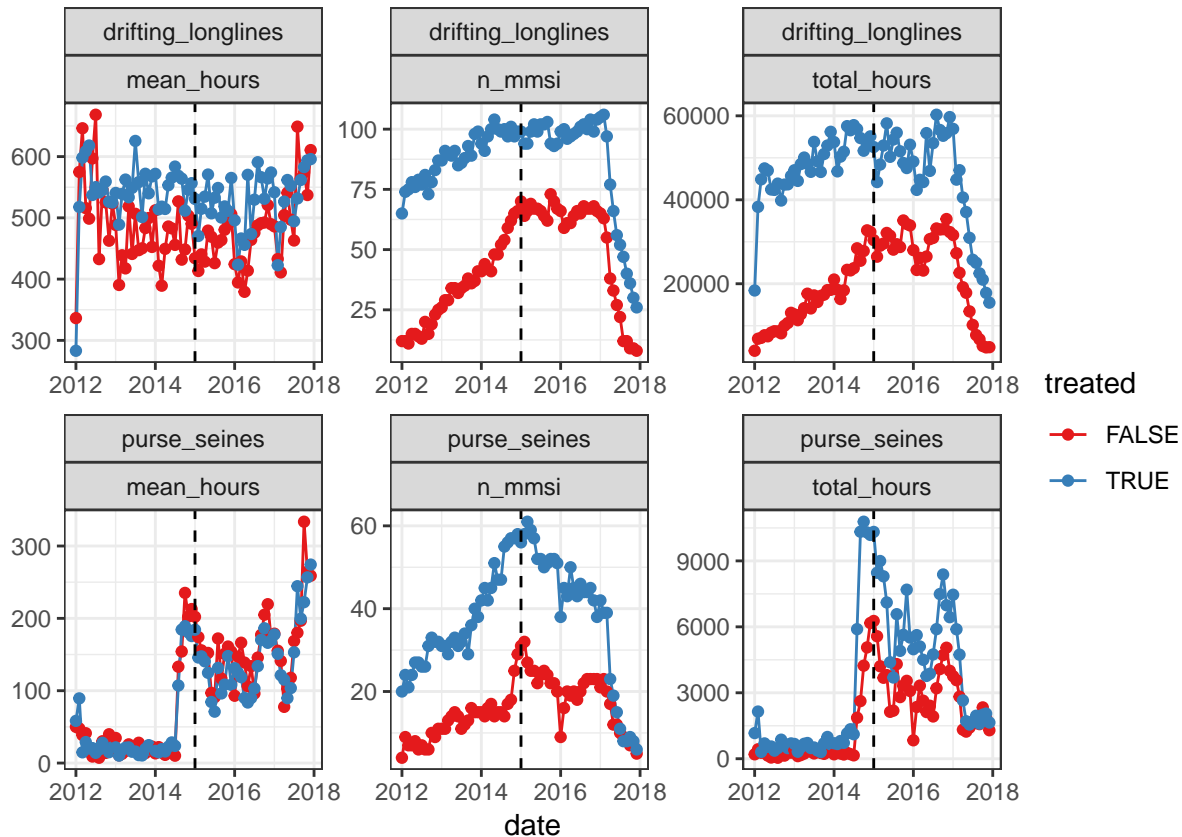 drifting_longlines drifting_longlines drifting_longlines
mean_hours n_mmsi total_hours
600
500
400
300
2012 2014 2016 2018
100
75
50
25
2012 2014 2016 2018
60000
40000
20000
2012 2014 2016 2018
purse_seines purse_seines purse_seines
mean_hours n_mmsi total_hours
300
200
100
0
2012 2014 2016 2018
60
40
20
2012 2014 2016 2018
9000
6000
3000
0
2012 2014 2016 2018
date
treated
FALSE
TRUE